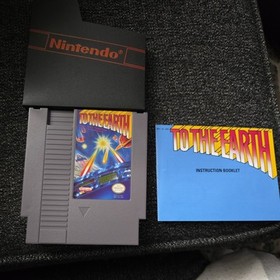 Nintendo®
TO THE EARTH
TO THE EARTH
INSTRUCTION BOOKLET